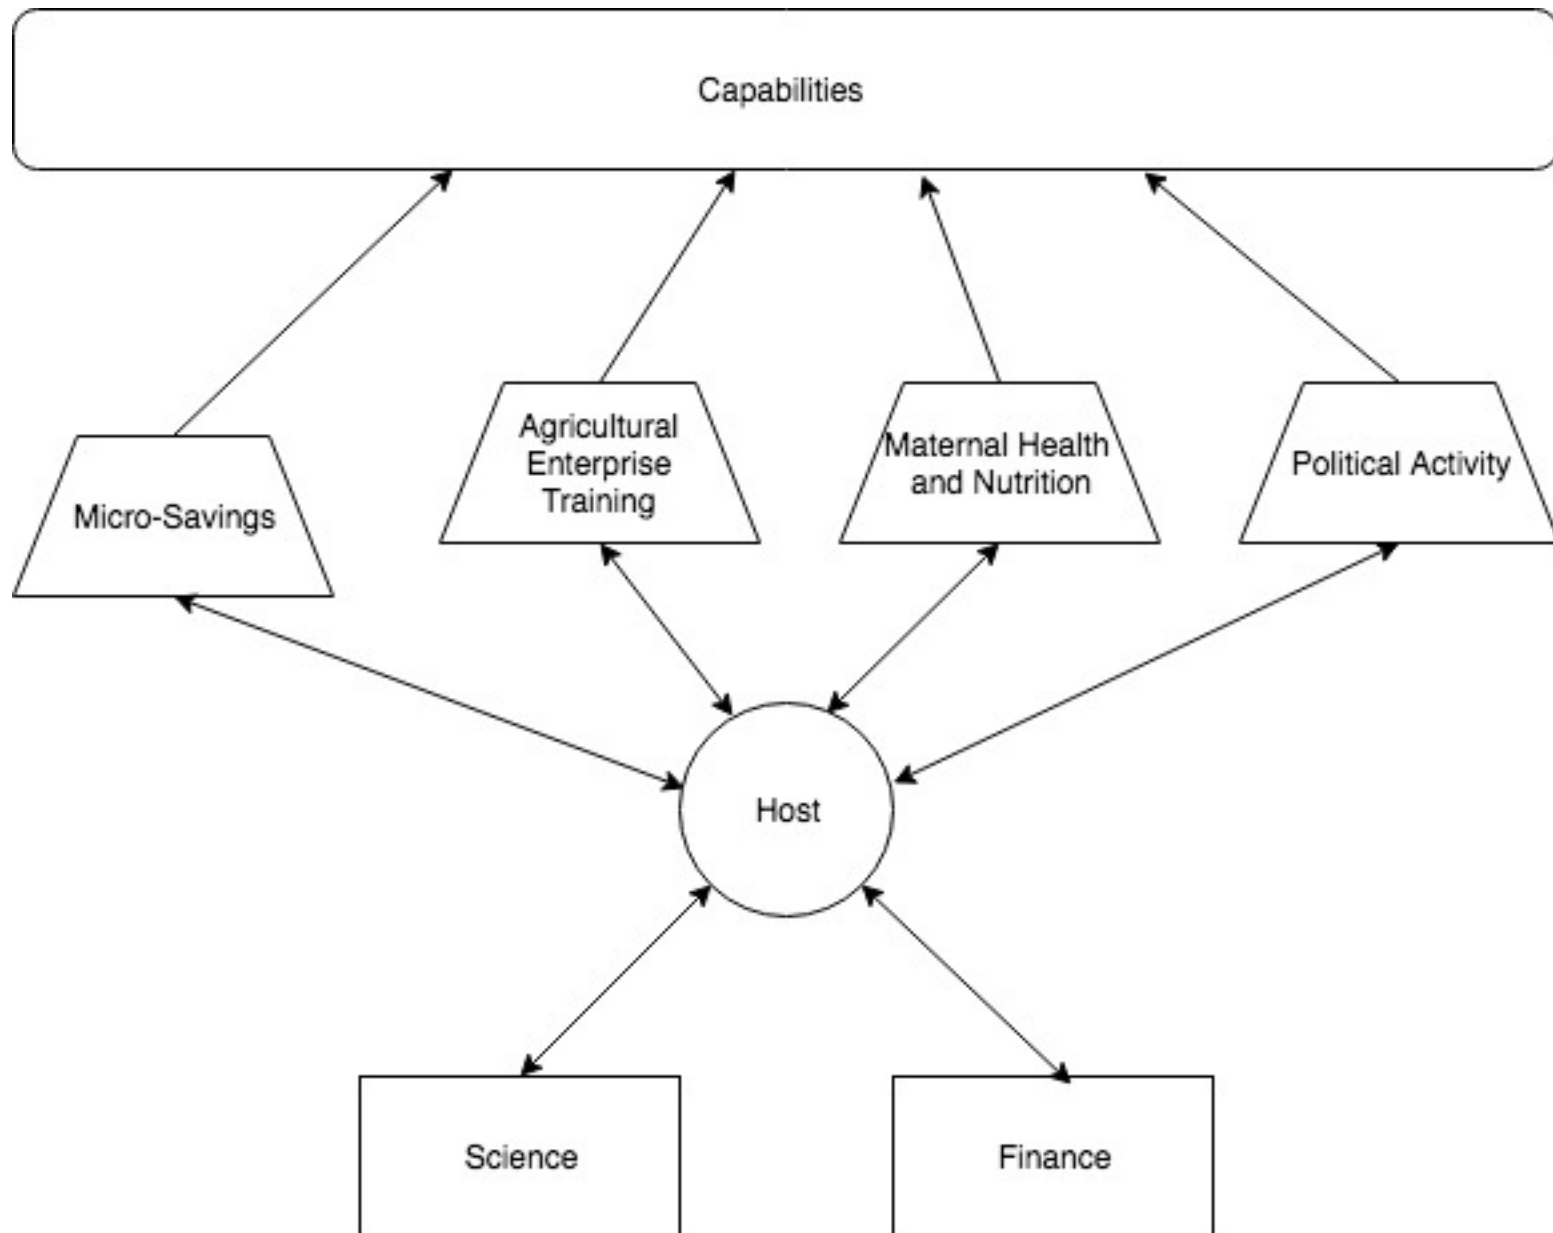 Capabilities
Micro-Savings
Agricultural
Enterprise
Training
Maternal Health
and Nutrition
Political Activity
Host
Science
Finance